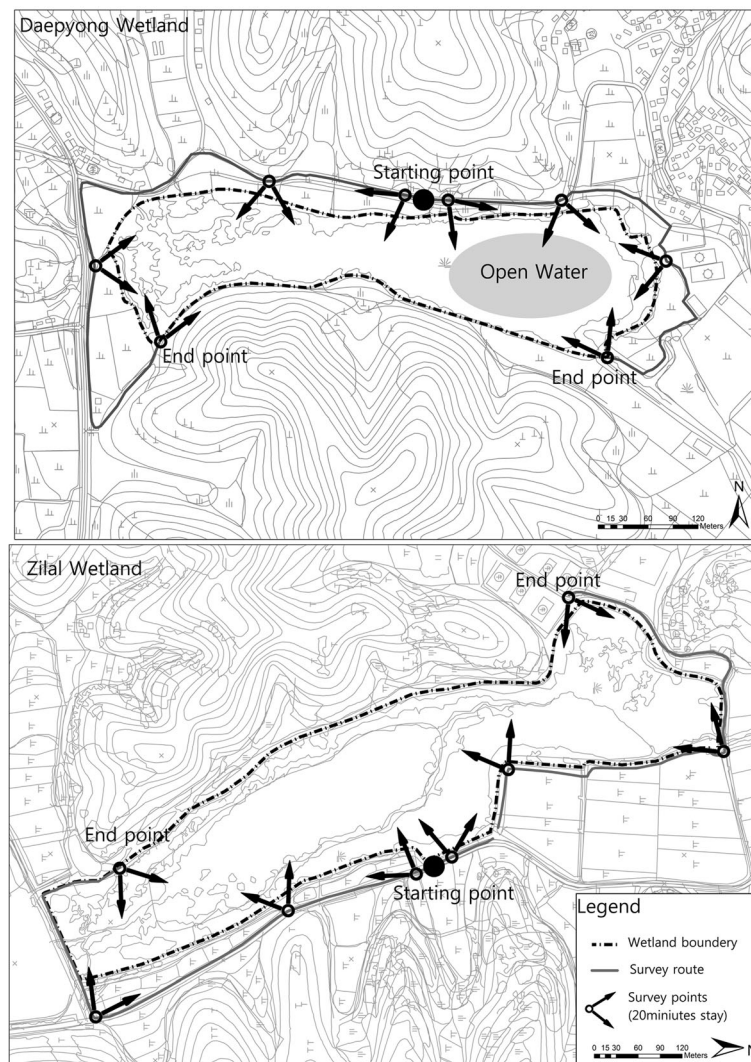 Daepyong Wetland
Starting point
Open Water
End point
End point
N
0 15 30 60 90 120
Meters
Zilal Wetland
End point
End point
Starting point
Legend
Wetland boundery
Survey route
Survey points
(20miniutes stay)
0 15 30 60 90 120
Meters